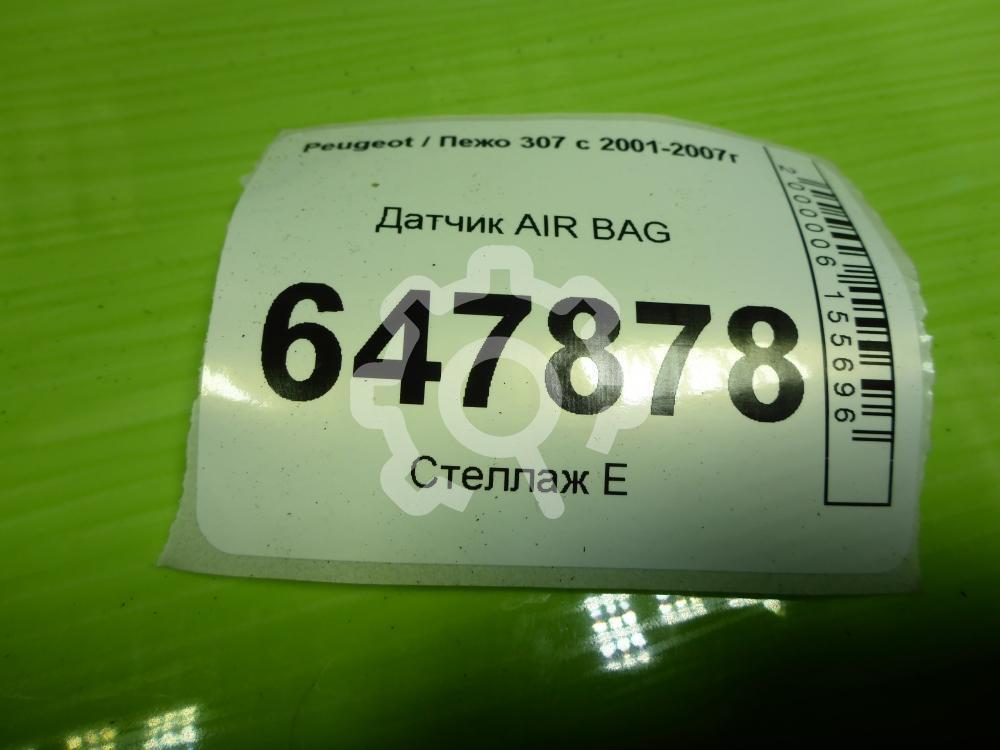 Peugeot / Пежо 307 с 2001-2007г
Датчик AIR BAG
647878
Стеллаж Е
2000006155696